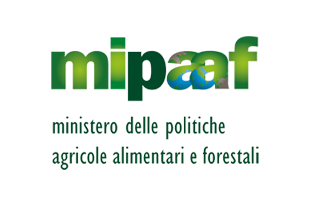 mipaaf
ministero delle politiche
agricole alimentari e forestali